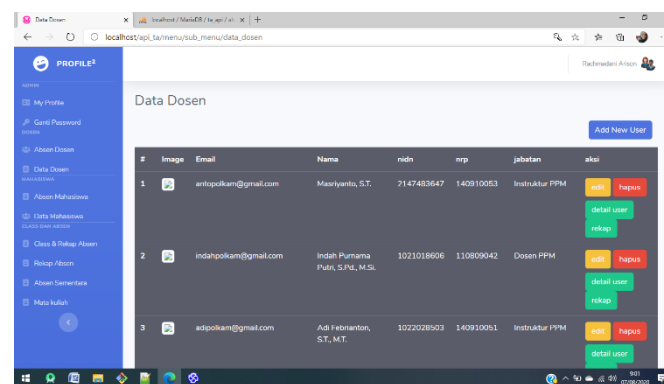 Data Dosen
localhost / MariaDB / ta_api / ab
localhost/api_ta/menu/sub_menu/data_dosen
PROFILE²
Rachmadani Arison
ADMIN
My Profile
Ganti Password
DOSEN
Absen Dosen
Data Dosen
MAHASISWA
Absen Mahasiswa
Data Mahasiswa
CLASS DAN ABSEN
Class & Rekap Absen
Rekap Absen
Absen Sementara
Mata kuliah
Data Dosen
Add New User
# Image Email Nama nidn nrp jabatan aksi
1 antopolkam@gmail.com Masriyanto, S.T. 2147483647 140910053 Instruktur PPM edit hapus
detail user
rekap
2 indahpolkam@gmail.com Indah Purnama 1021018606 110809042 Dosen PPM edit hapus
Putri, S.Pd., M.Si.
detail user
rekap
3 adipolkam@gmail.com Adi Febrianton, 1022028503 140910051 Instruktur PPM edit hapus
S.T., M.T.
detail user
9:01
07/08/2020